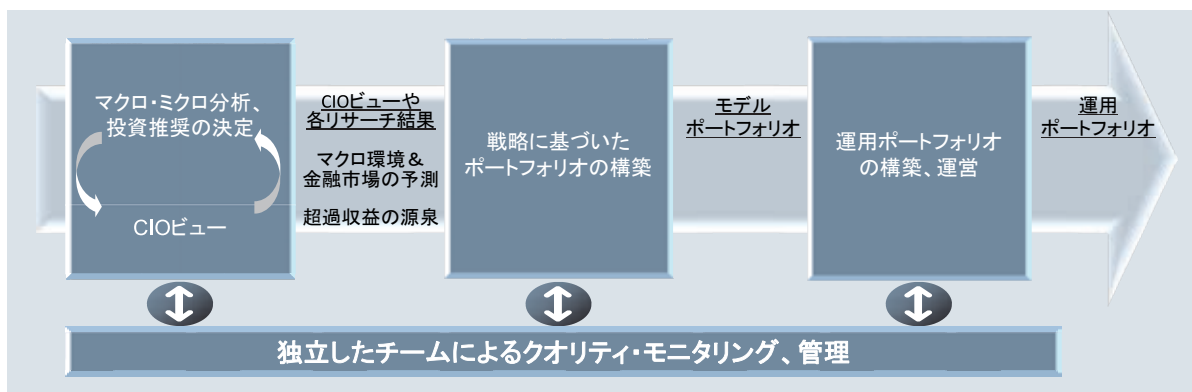 マクロ・ミクロ分析、
投資推奨の決定
CIOビュー
CIOビューや
各リサーチ結果
マクロ環境＆
金融市場の予測
超過収益の源泉
戦略に基づいた
ポートフォリオの構築
モデル
ポートフォリオ
運用ポートフォリオ
の構築、運営
運用
ポートフォリオ
独立したチームによるクオリティ・モニタリング、管理